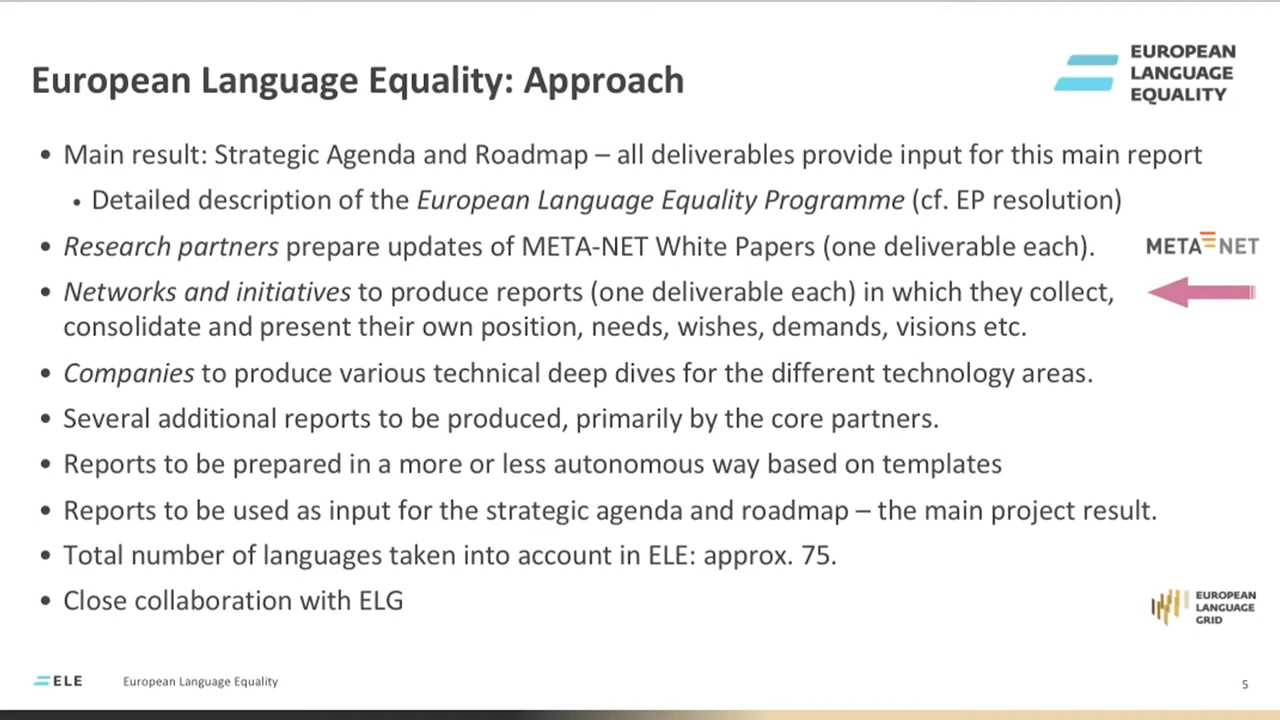 European Language Equality: Approach
EUROPEAN
LANGUAGE
EQUALITY
• Main result: Strategic Agenda and Roadmap – all deliverables provide input for this main report
• Detailed description of the European Language Equality Programme (cf. EP resolution)
• Research partners prepare updates of META-NET White Papers (one deliverable each).
META NET
• Networks and initiatives to produce reports (one deliverable each) in which they collect,
consolidate and present their own position, needs, wishes, demands, visions etc.
• Companies to produce various technical deep dives for the different technology areas.
• Several additional reports to be produced, primarily by the core partners.
• Reports to be prepared in a more or less autonomous way based on templates
• Reports to be used as input for the strategic agenda and roadmap – the main project result.
• Total number of languages taken into account in ELE: approx. 75.
• Close collaboration with ELG
EUROPEAN
LANGUAGE
GRID
ELE
European Language Equality
5